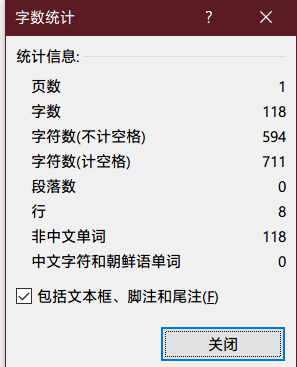 字数统计
统计信息:
页数 1
字数 118
字符数(不计空格) 594
字符数(计空格) 711
段落数 0
行 8
非中文单词 118
中文字符和朝鲜语单词 0
包括文本框、脚注和尾注(F)
关闭